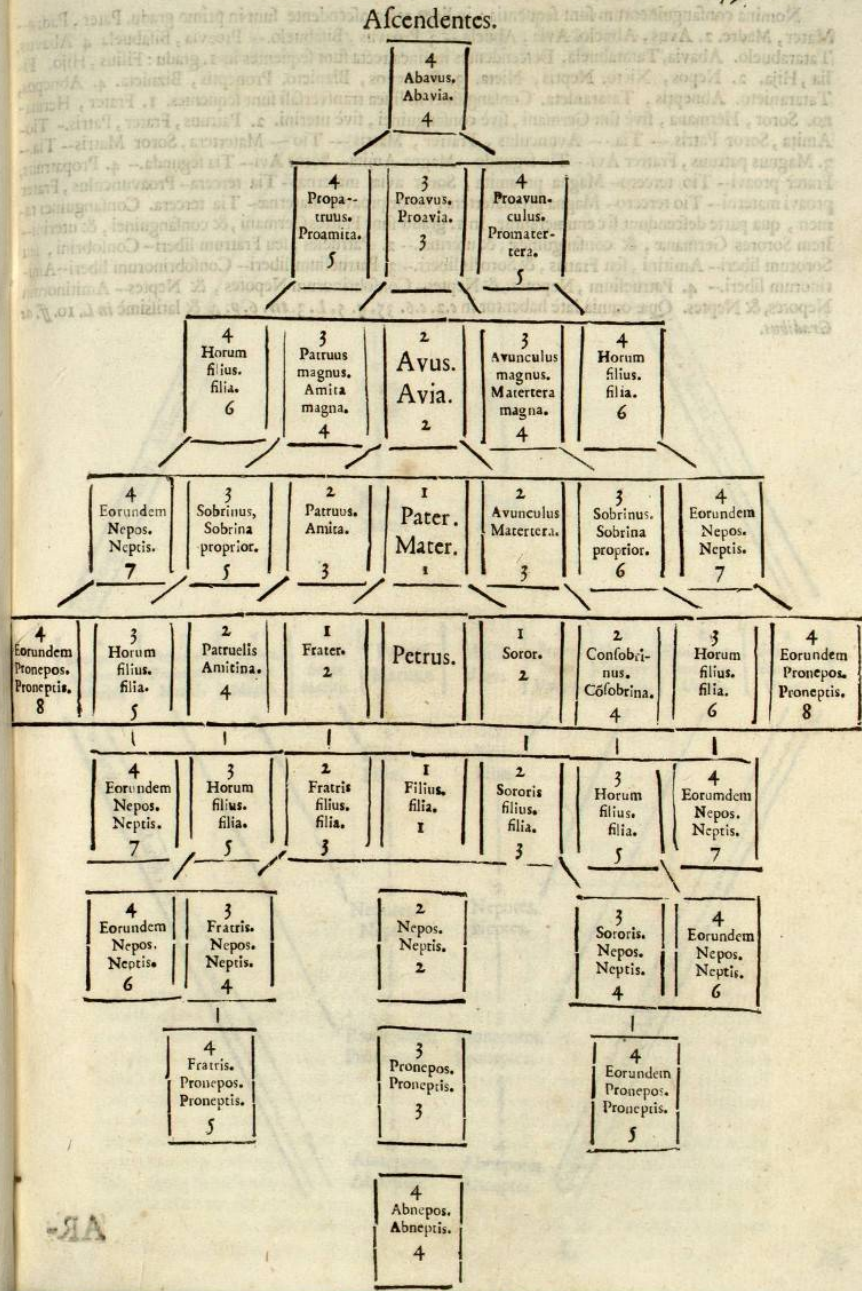 Aſcendentes.
4
Abavus.
Abavia.
4
4
Propa--
truus.
Proamita.
5
3
Proavus.
Proavia.
3
4
Proavun-
culus.
Promater-
tera.
5
4
Horum
filius.
filia.
6
3
Patruus
magnus.
Amita
magna.
4
2
Avus.
Avia.
2
3
Avunculus
magnus.
Matertera
magna.
4
4
Horum
filius.
filia.
6
4
Eorundem
Nepos.
Neptis.
7
3
Sobrinus,
Sobrina
proprior.
5
2
Patruus.
Amita.
3
1
Pater.
Mater.
1
2
Avunculus
Matertera.
3
3
Sobrinus.
Sobrina
proprior.
6
4
Eorundem
Nepos.
Neptis.
7
4
Eorundem
Pronepos.
Proneptis.
8
3
Horum
filius.
filia.
5
2
Patruelis
Amitina.
4
1
Frater.
2
Petrus.
1
Soror.
2
2
Conſobri-
nus.
Cõſobrina.
4
3
Horum
filius.
filia.
6
4
Eorundem
Pronepos.
Proneptis.
8
4
Eorundem
Nepos.
Neptis.
7
3
Horum
filius.
filia.
5
2
Fratris
filius.
filia.
3
1
Filius.
filia.
1
2
Sororis
filius.
filia.
3
3
Horum
filius.
filia.
5
4
Eorumdem
Nepos.
Neptis.
7
4
Eorundem
Nepos.
Neptis.
6
3
Fratris.
Nepos.
Neptis.
4
2
Nepos.
Neptis.
2
3
Sororis.
Nepos.
Neptis.
4
4
Eorundem
Nepos.
Neptis.
6
4
Fratris.
Pronepos.
Proneptis.
5
3
Pronepos.
Proneptis.
3
4
Eorundem
Pronepos.
Proneptis.
5
4
Abnepos.
Abneptis.
4